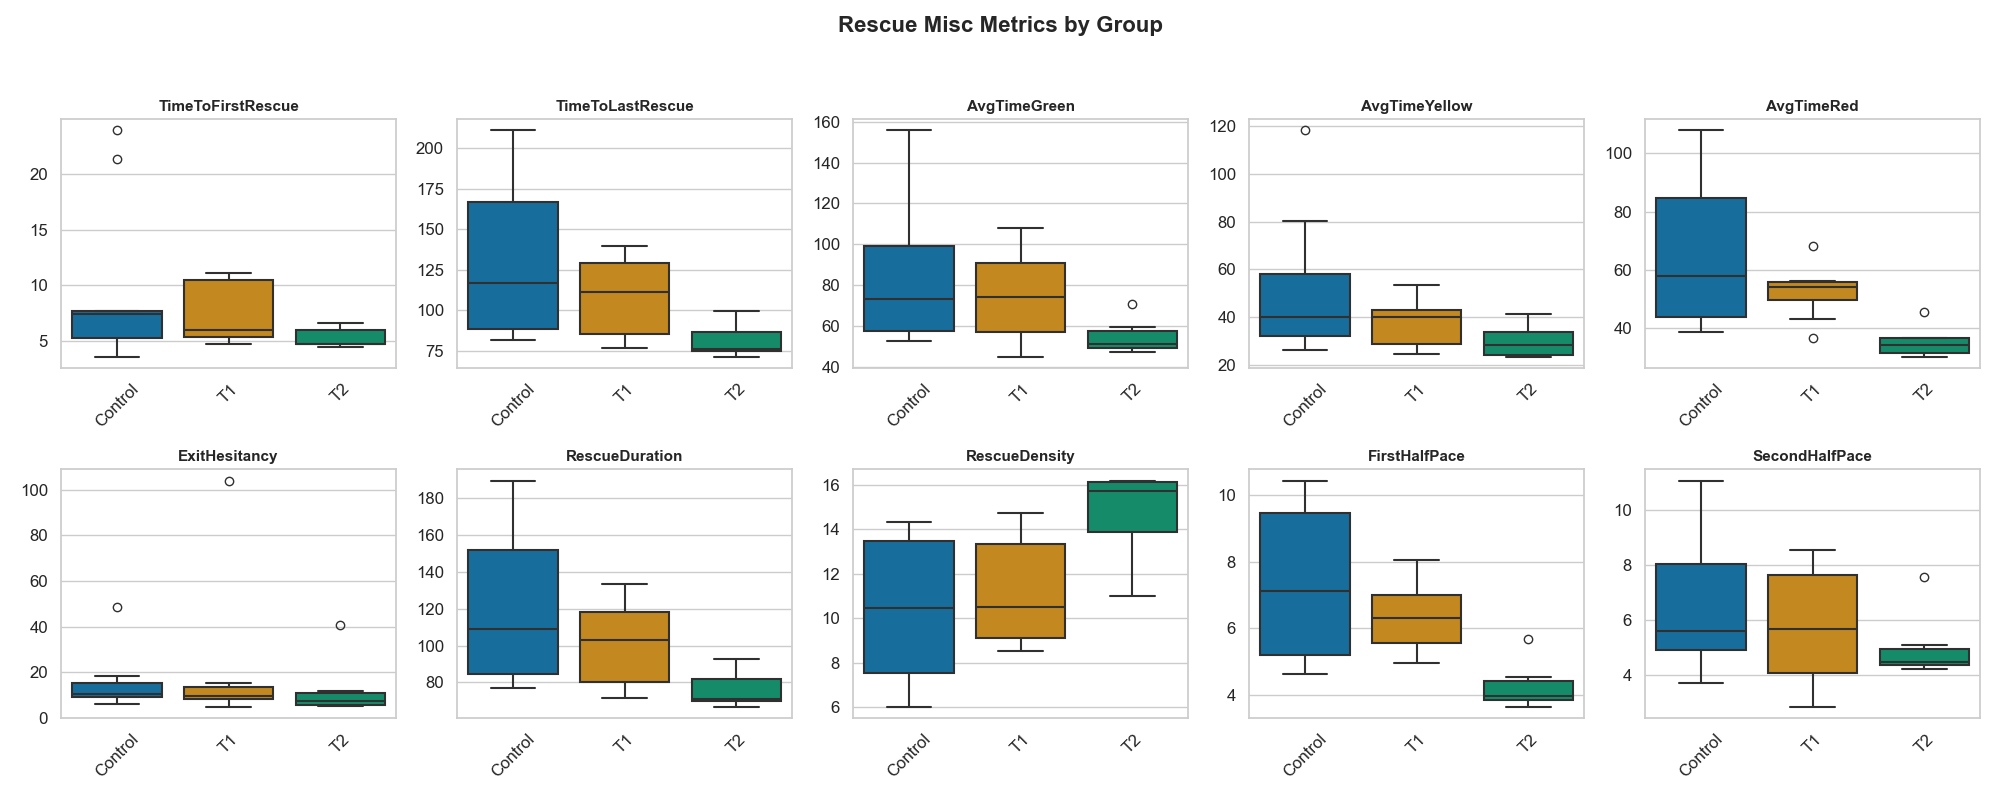 Rescue Misc Metrics by Group
TimeToFirstRescue
20
15
10
5
Control
T1
T2
TimeToLastRescue
200
175
150
125
100
75
Control
T1
T2
AvgTimeGreen
160
140
120
100
80
60
40
Control
T1
T2
AvgTimeYellow
120
100
80
60
40
20
Control
T1
T2
AvgTimeRed
100
80
60
40
Control
T1
T2
ExitHesitancy
100
80
60
40
20
0
Control
T1
T2
RescueDuration
180
160
140
120
100
80
Control
T1
T2
RescueDensity
16
14
12
10
8
6
Control
T1
T2
FirstHalfPace
10
8
6
4
Control
T1
T2
SecondHalfPace
10
8
6
4
Control
T1
T2